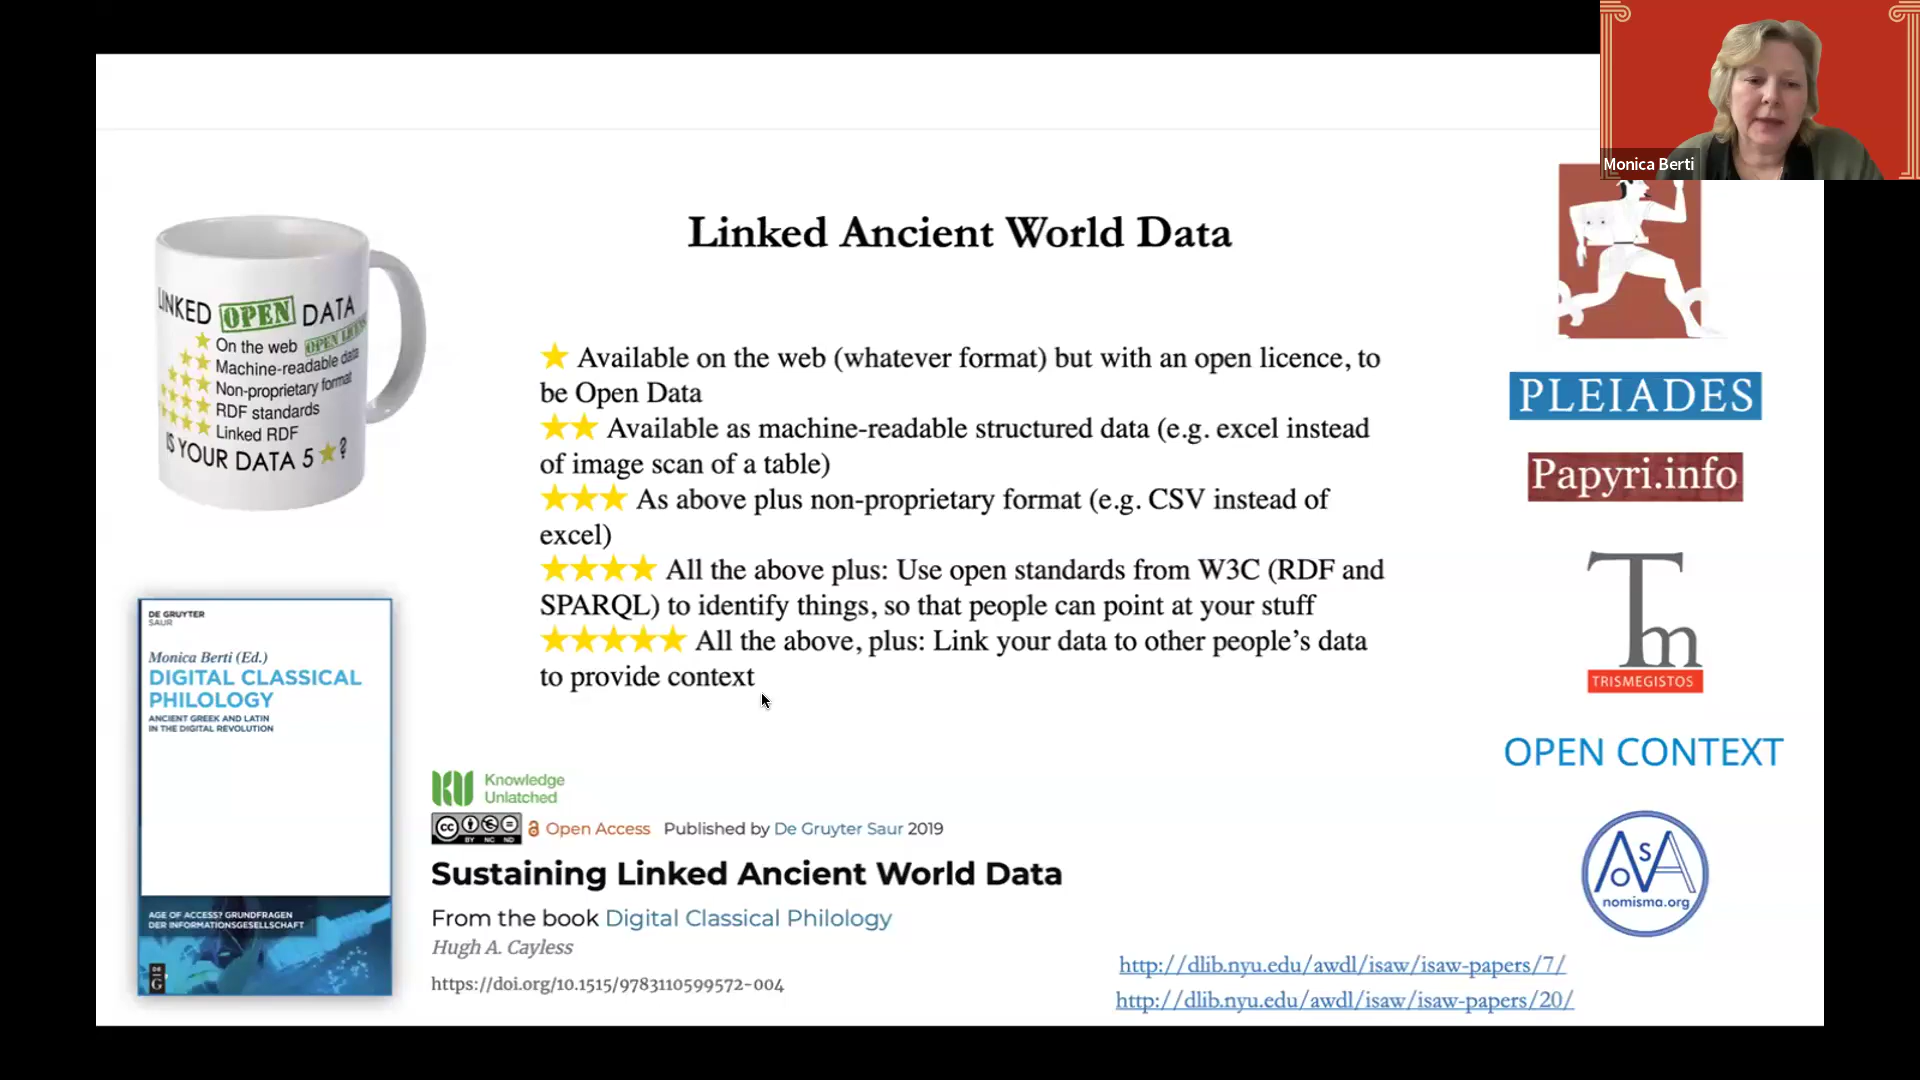 Monica Berti
Linked Ancient World Data
LINKED OPEN DATA
OPEN LICENSE
★ On the web
★★ Machine-readable data
★★★ Non-proprietary format
★★★★ RDF standards
★★★★★ Linked RDF
IS YOUR DATA 5 ★?
★ Available on the web (whatever format) but with an open licence, to
be Open Data
★★ Available as machine-readable structured data (e.g. excel instead
of image scan of a table)
★★★ As above plus non-proprietary format (e.g. CSV instead of
excel)
★★★★ All the above plus: Use open standards from W3C (RDF and
SPARQL) to identify things, so that people can point at your stuff
★★★★★ All the above, plus: Link your data to other people’s data
to provide context
PLEIADES
Papyri.info
Tm
TRISMEGISTOS
OPEN CONTEXT
nomisma.org
DE GRUYTER
SAUR
Monica Berti (Ed.)
DIGITAL CLASSICAL
PHILOLOGY
ANCIENT GREEK AND LATIN
IN THE DIGITAL REVOLUTION
AGE OF ACCESS? GRUNDFRAGEN
DER INFORMATIONSGESELLSCHAFT
DE
G
KU Knowledge
Unlatched
cc BY NC ND Open Access Published by De Gruyter Saur 2019
Sustaining Linked Ancient World Data
From the book Digital Classical Philology
Hugh A. Cayless
https://doi.org/10.1515/9783110599572-004
http://dlib.nyu.edu/awdl/isaw/isaw-papers/7/
http://dlib.nyu.edu/awdl/isaw/isaw-papers/20/